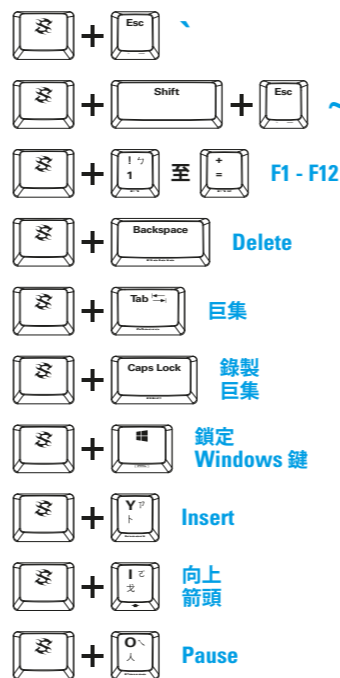 + Esc `
+ Shift + Esc ~
+ ! ㄅ 1 至 + = F1 - F12
+ Backspace Delete
+ Tab 巨集
+ Caps Lock 錄製
巨集
+ 鎖定
Windows 鍵
+ Y ㄗ ㄏ Insert
+ I ㄛ 戈 向上
箭頭
+ O ㄟ 人 Pause